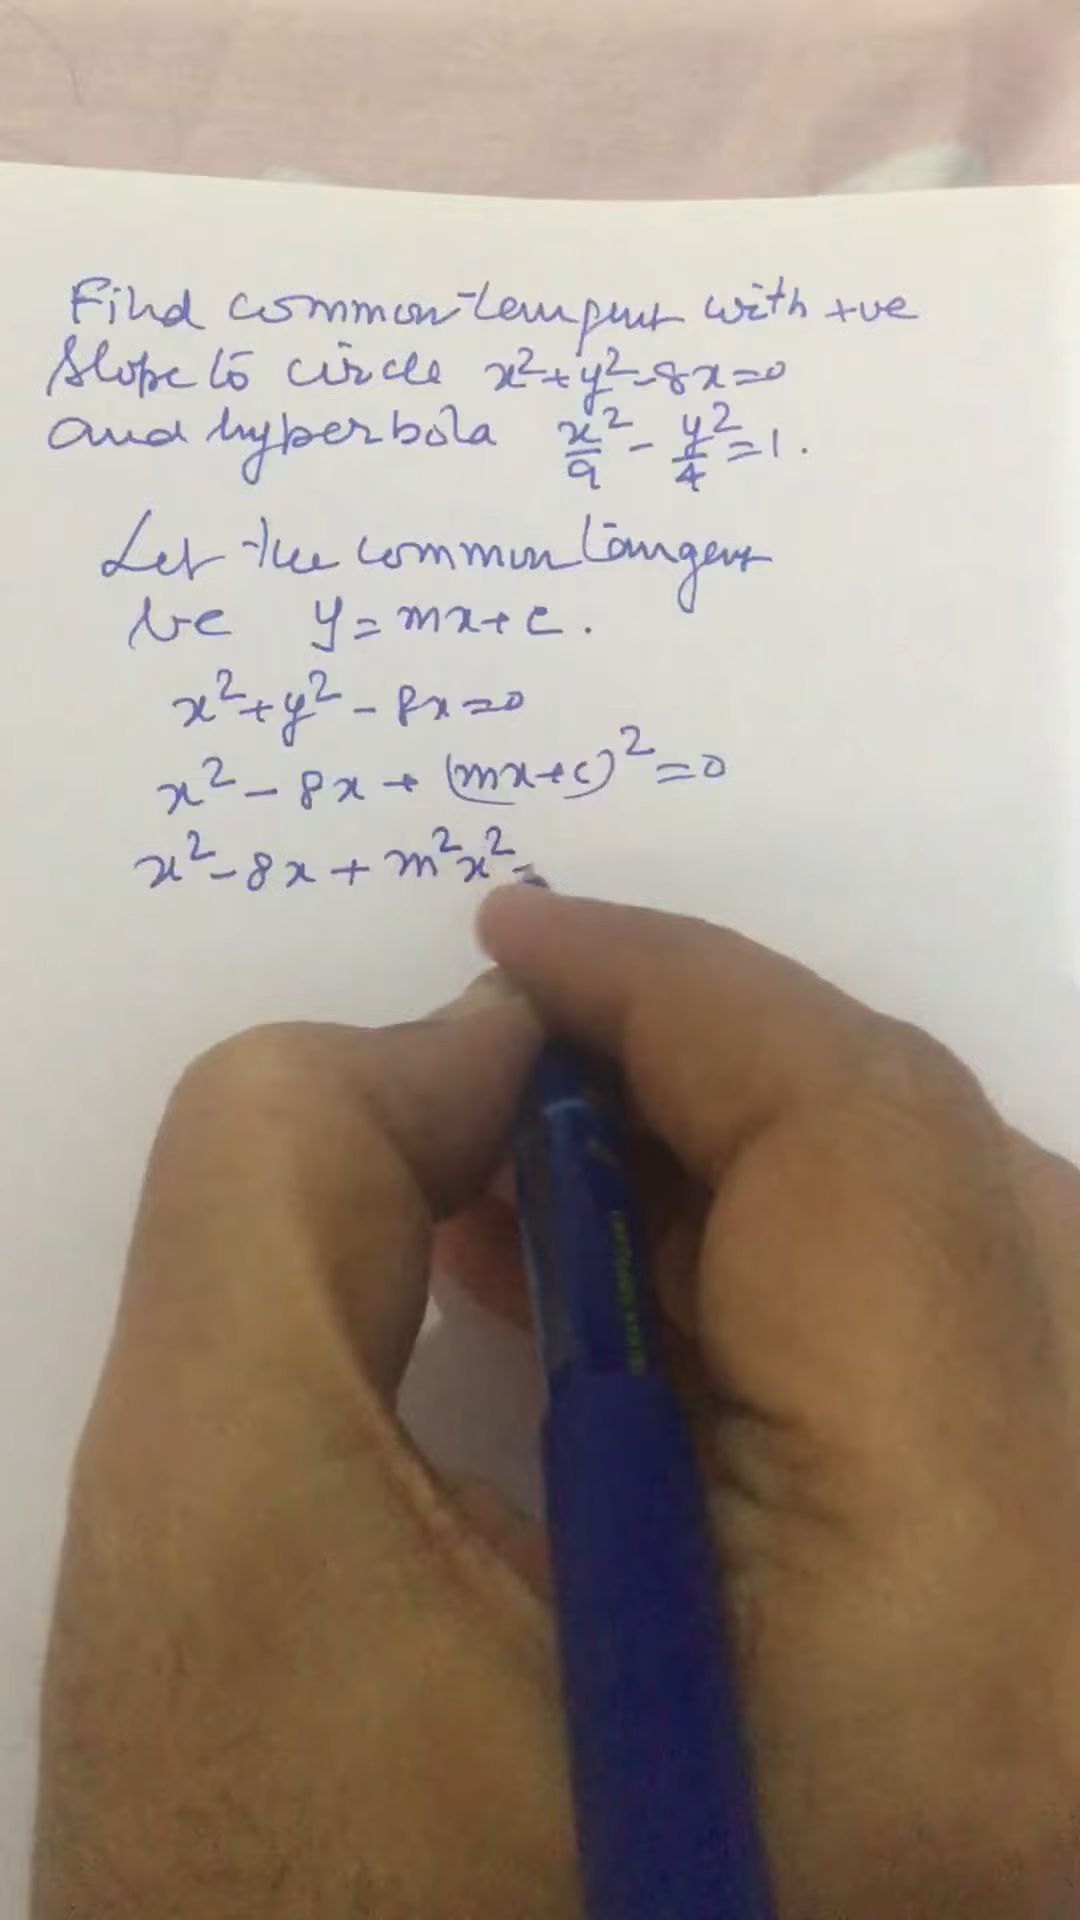 Find common tangent with +ve
slope to circle x²+y²-8x=0
and hyperbola x²/9 - y²/4 = 1.
Let the common tangent
be y=mx+c.
x²+y²-8x=0
x²-8x+(mx+c)²=0
x²-8x+m²x²